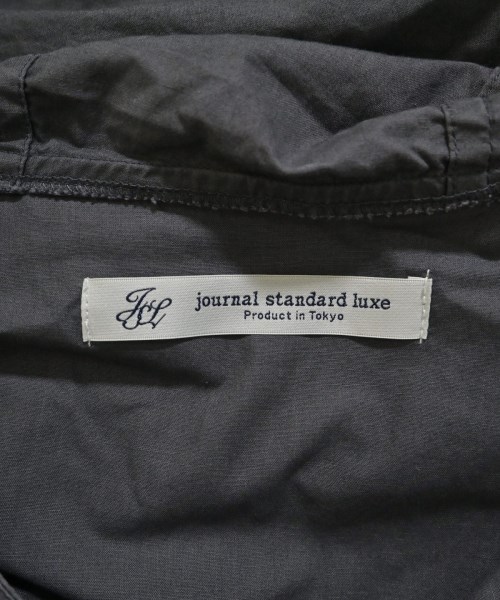 JSL journal standard luxe
Product in Tokyo